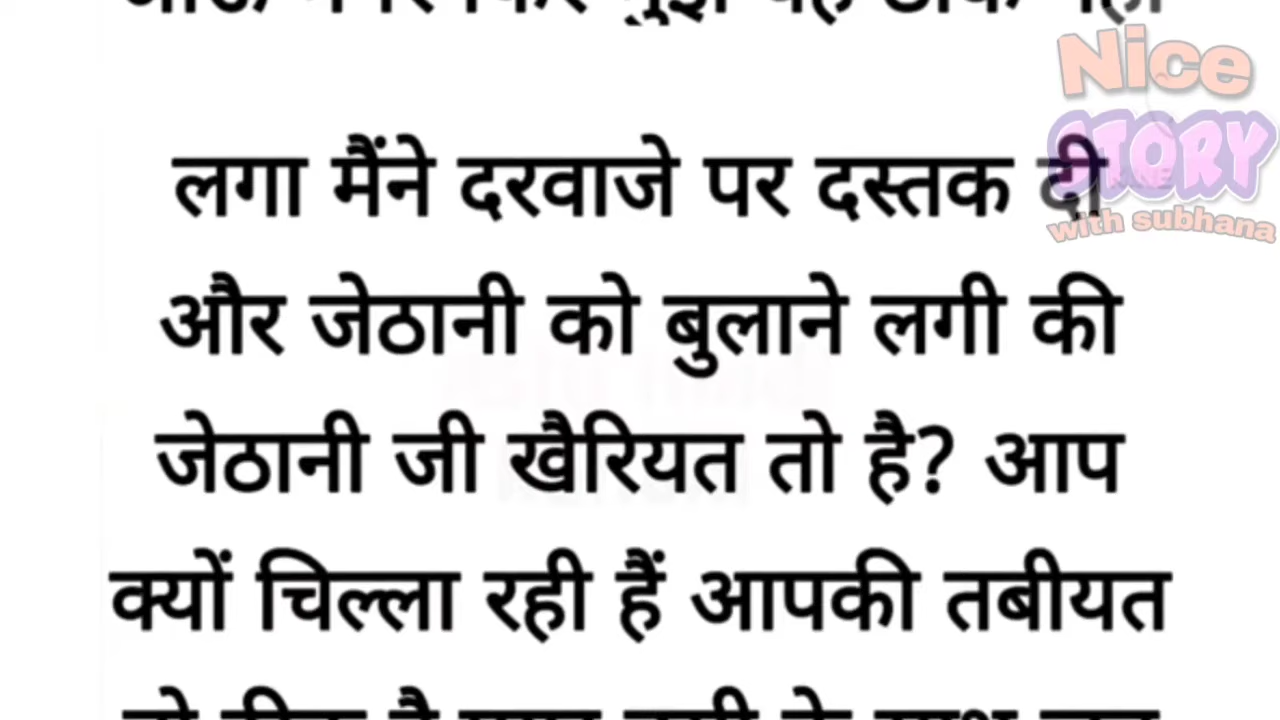 Nice
STORY
with subhana
लगा मैंने दरवाजे पर दस्तक दी
और जेठानी को बुलाने लगी की
जेठानी जी खैरियत तो है? आप
क्यों चिल्ला रही हैं आपकी तबीयत